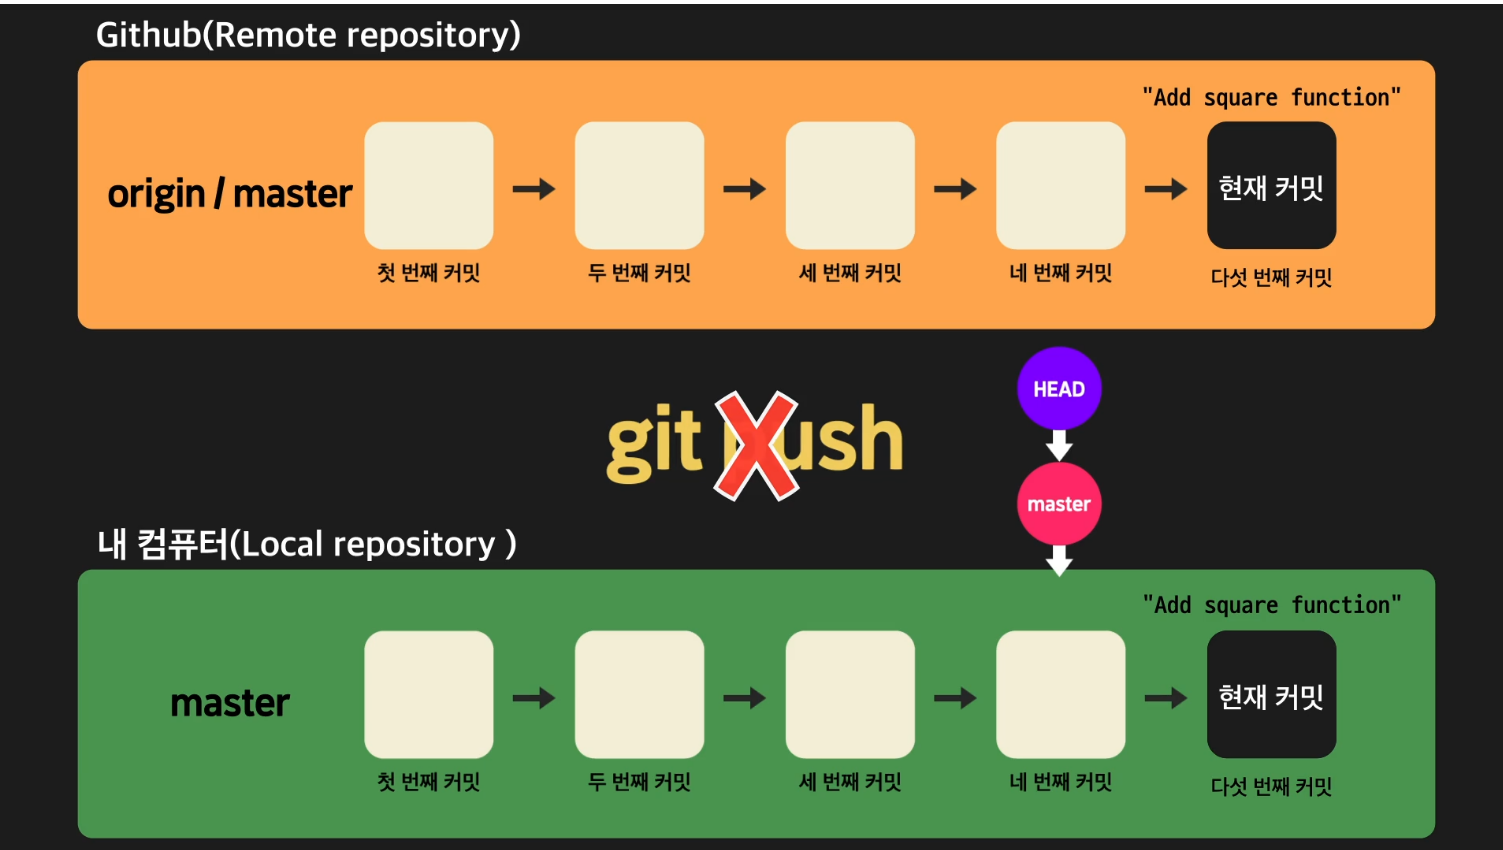 Github(Remote repository)
"Add square function"
origin / master
현재 커밋
첫 번째 커밋
두 번째 커밋
세 번째 커밋
네 번째 커밋
다섯 번째 커밋
HEAD
git push
master
내 컴퓨터(Local repository )
"Add square function"
master
현재 커밋
첫 번째 커밋
두 번째 커밋
세 번째 커밋
네 번째 커밋
다섯 번째 커밋